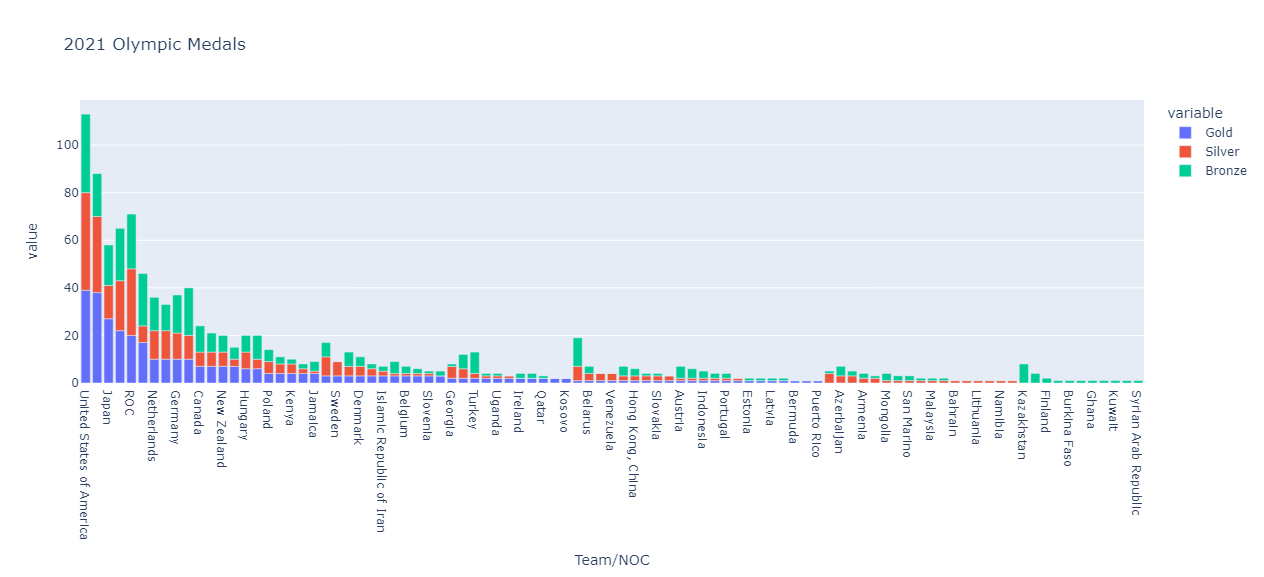 2021 Olympic Medals
variable
Gold
Silver
Bronze
value
100
80
60
40
20
0
United States of America
Japan
ROC
Netherlands
Germany
Canada
New Zealand
Hungary
Poland
Kenya
Jamaica
Sweden
Denmark
Islamic Republic of Iran
Belgium
Slovenia
Georgia
Turkey
Uganda
Ireland
Qatar
Kosovo
Belarus
Venezuela
Hong Kong, China
Slovakia
Austria
Indonesia
Portugal
Estonia
Latvia
Bermuda
Puerto Rico
Azerbaijan
Armenia
Mongolia
San Marino
Malaysia
Bahrain
Lithuania
Namibia
Kazakhstan
Finland
Burkina Faso
Ghana
Kuwait
Syrian Arab Republic
Team/NOC